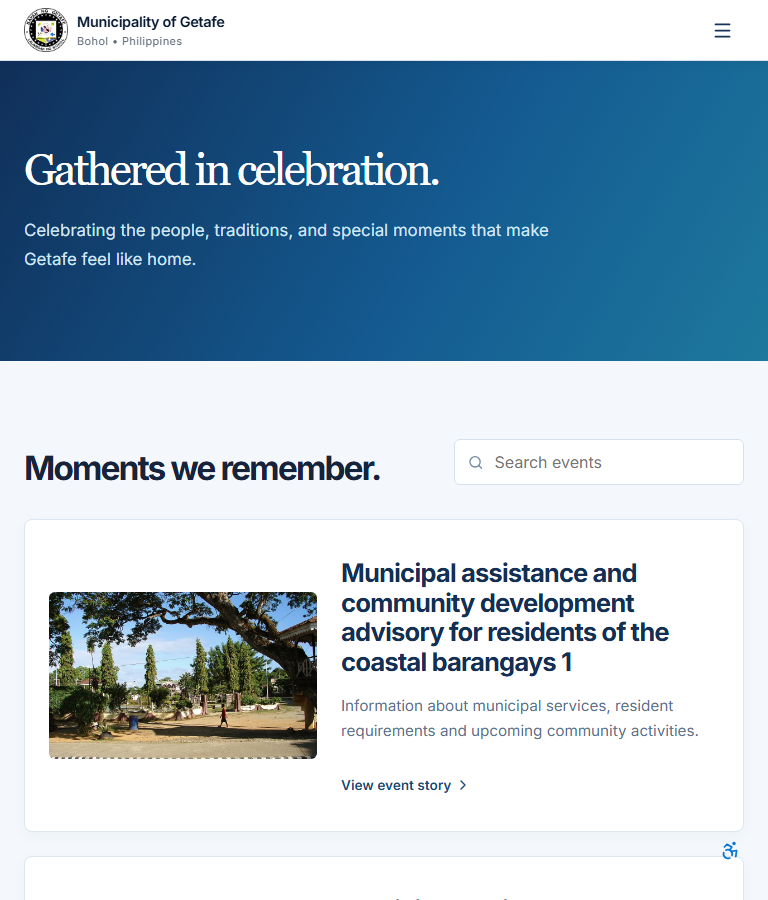 Municipality of Getafe
Bohol • Philippines
Gathered in celebration.
Celebrating the people, traditions, and special moments that make
Getafe feel like home.
Moments we remember.
Search events
Municipal assistance and
community development
advisory for residents of the
coastal barangays 1
Information about municipal services, resident
requirements and upcoming community activities.
View event story